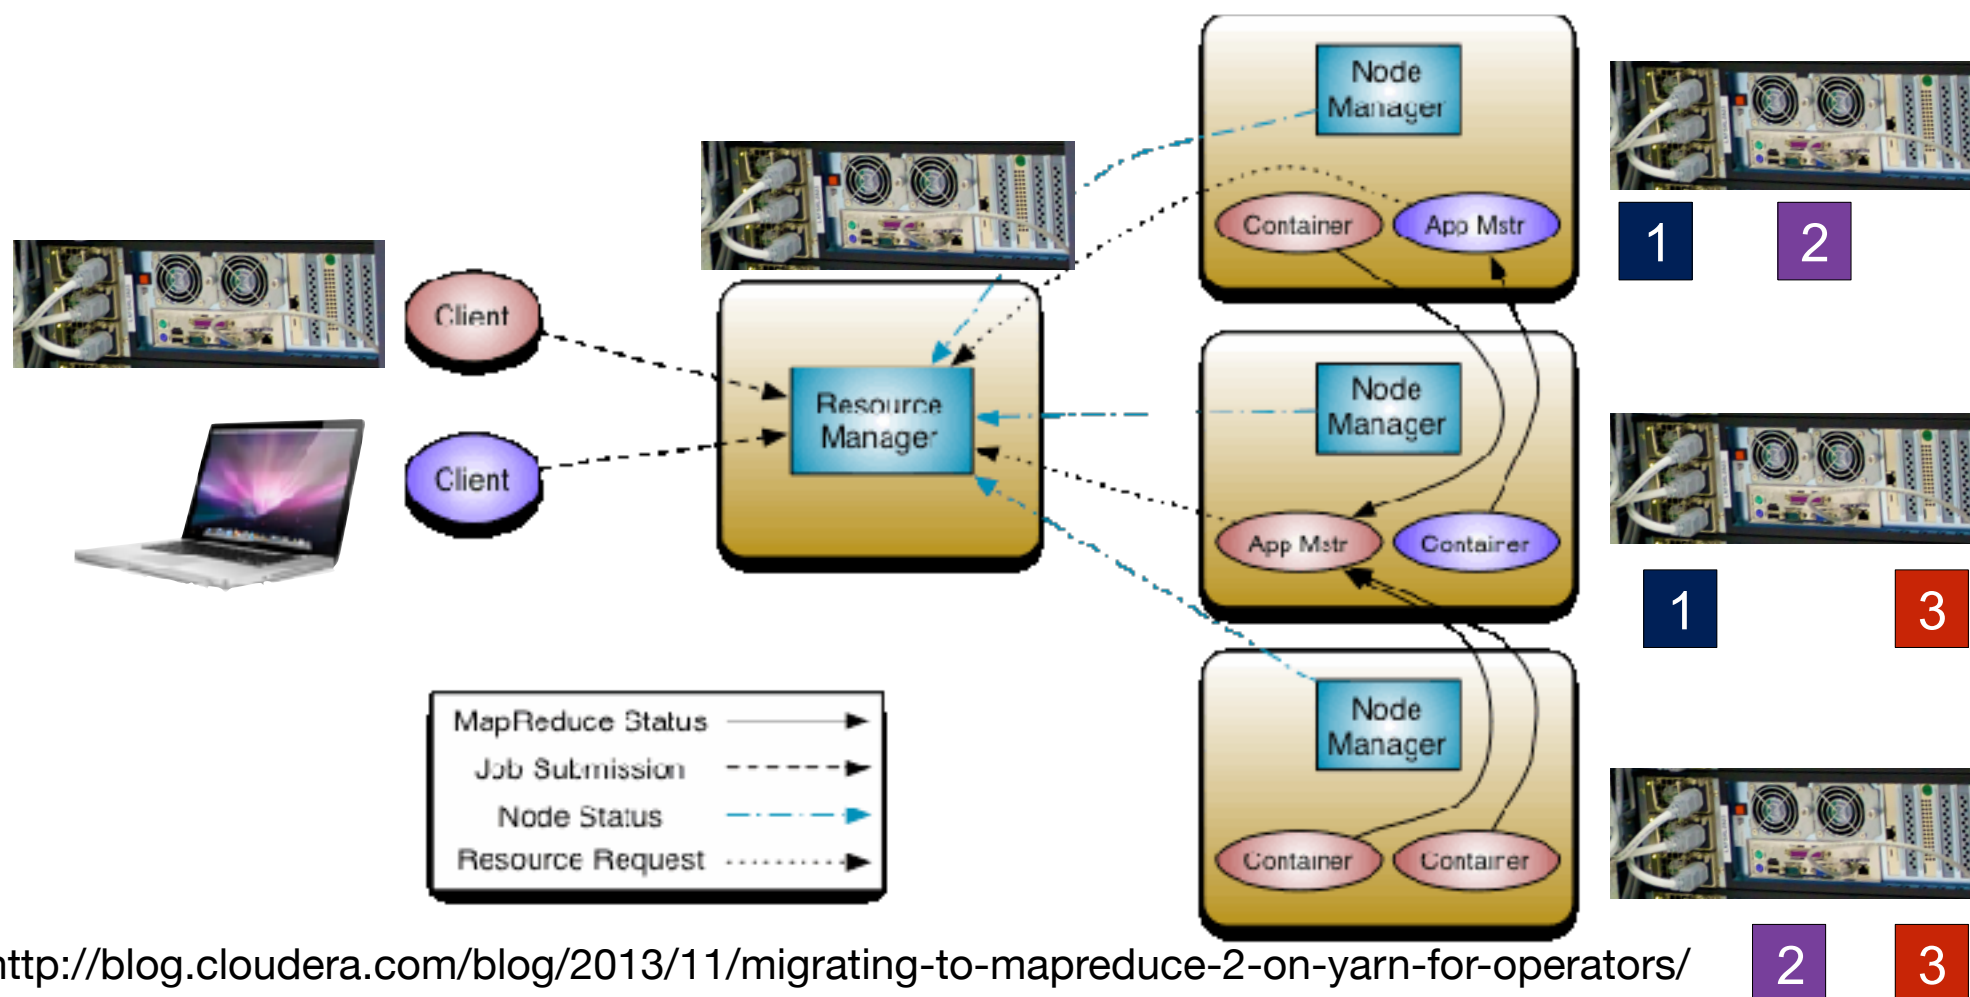 Node
Manager
Container
App Mstr
1
2
Client
Resource
Manager
Node
Manager
Client
App Mstr
Container
1
3
MapReduce Status
Job Submission
Node Status
Resource Request
Node
Manager
Container
Container
http://blog.cloudera.com/blog/2013/11/migrating-to-mapreduce-2-on-yarn-for-operators/
2
3